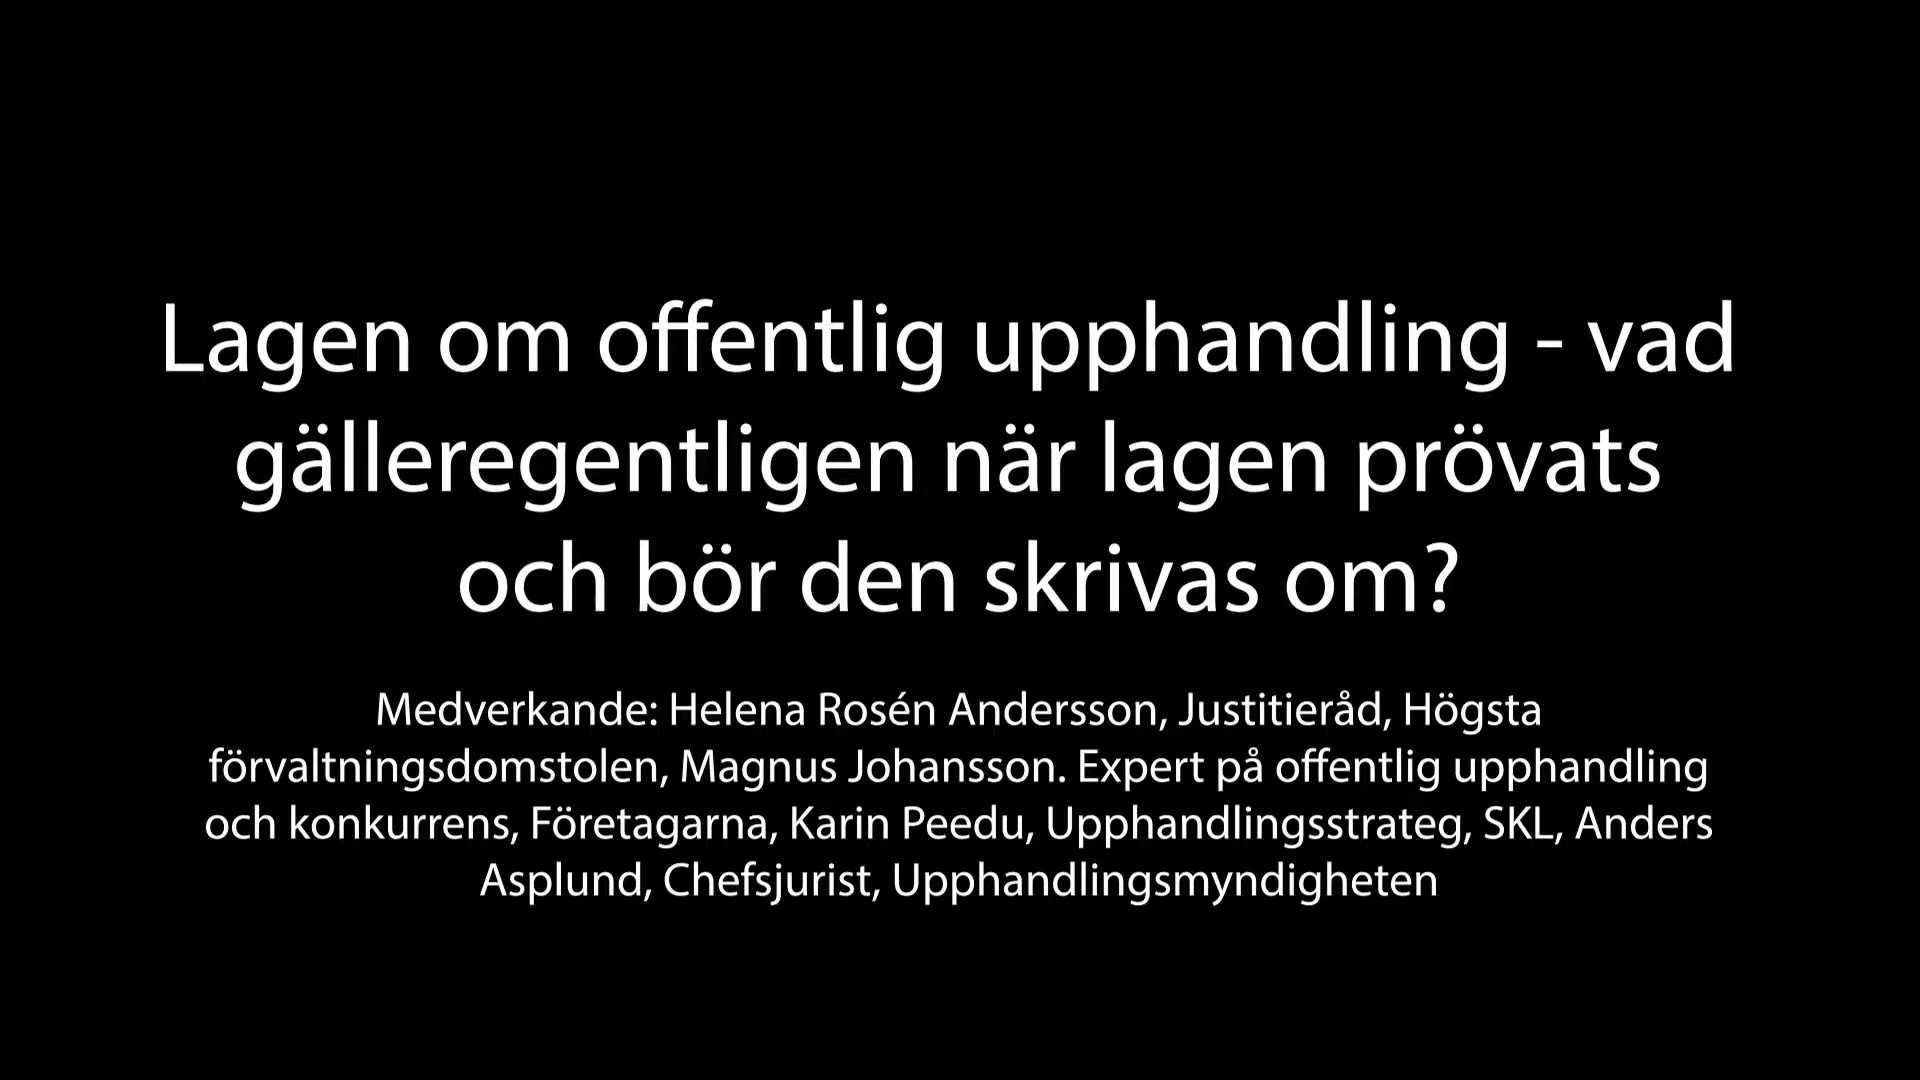 Lagen om offentlig upphandling - vad
gälleregentligen när lagen prövats
och bör den skrivas om?
Medverkande: Helena Rosén Andersson, Justitieråd, Högsta
förvaltningsdomstolen, Magnus Johansson. Expert på offentlig upphandling
och konkurrens, Företagarna, Karin Peedu, Upphandlingsstrateg, SKL, Anders
Asplund, Chefsjurist, Upphandlingsmyndigheten